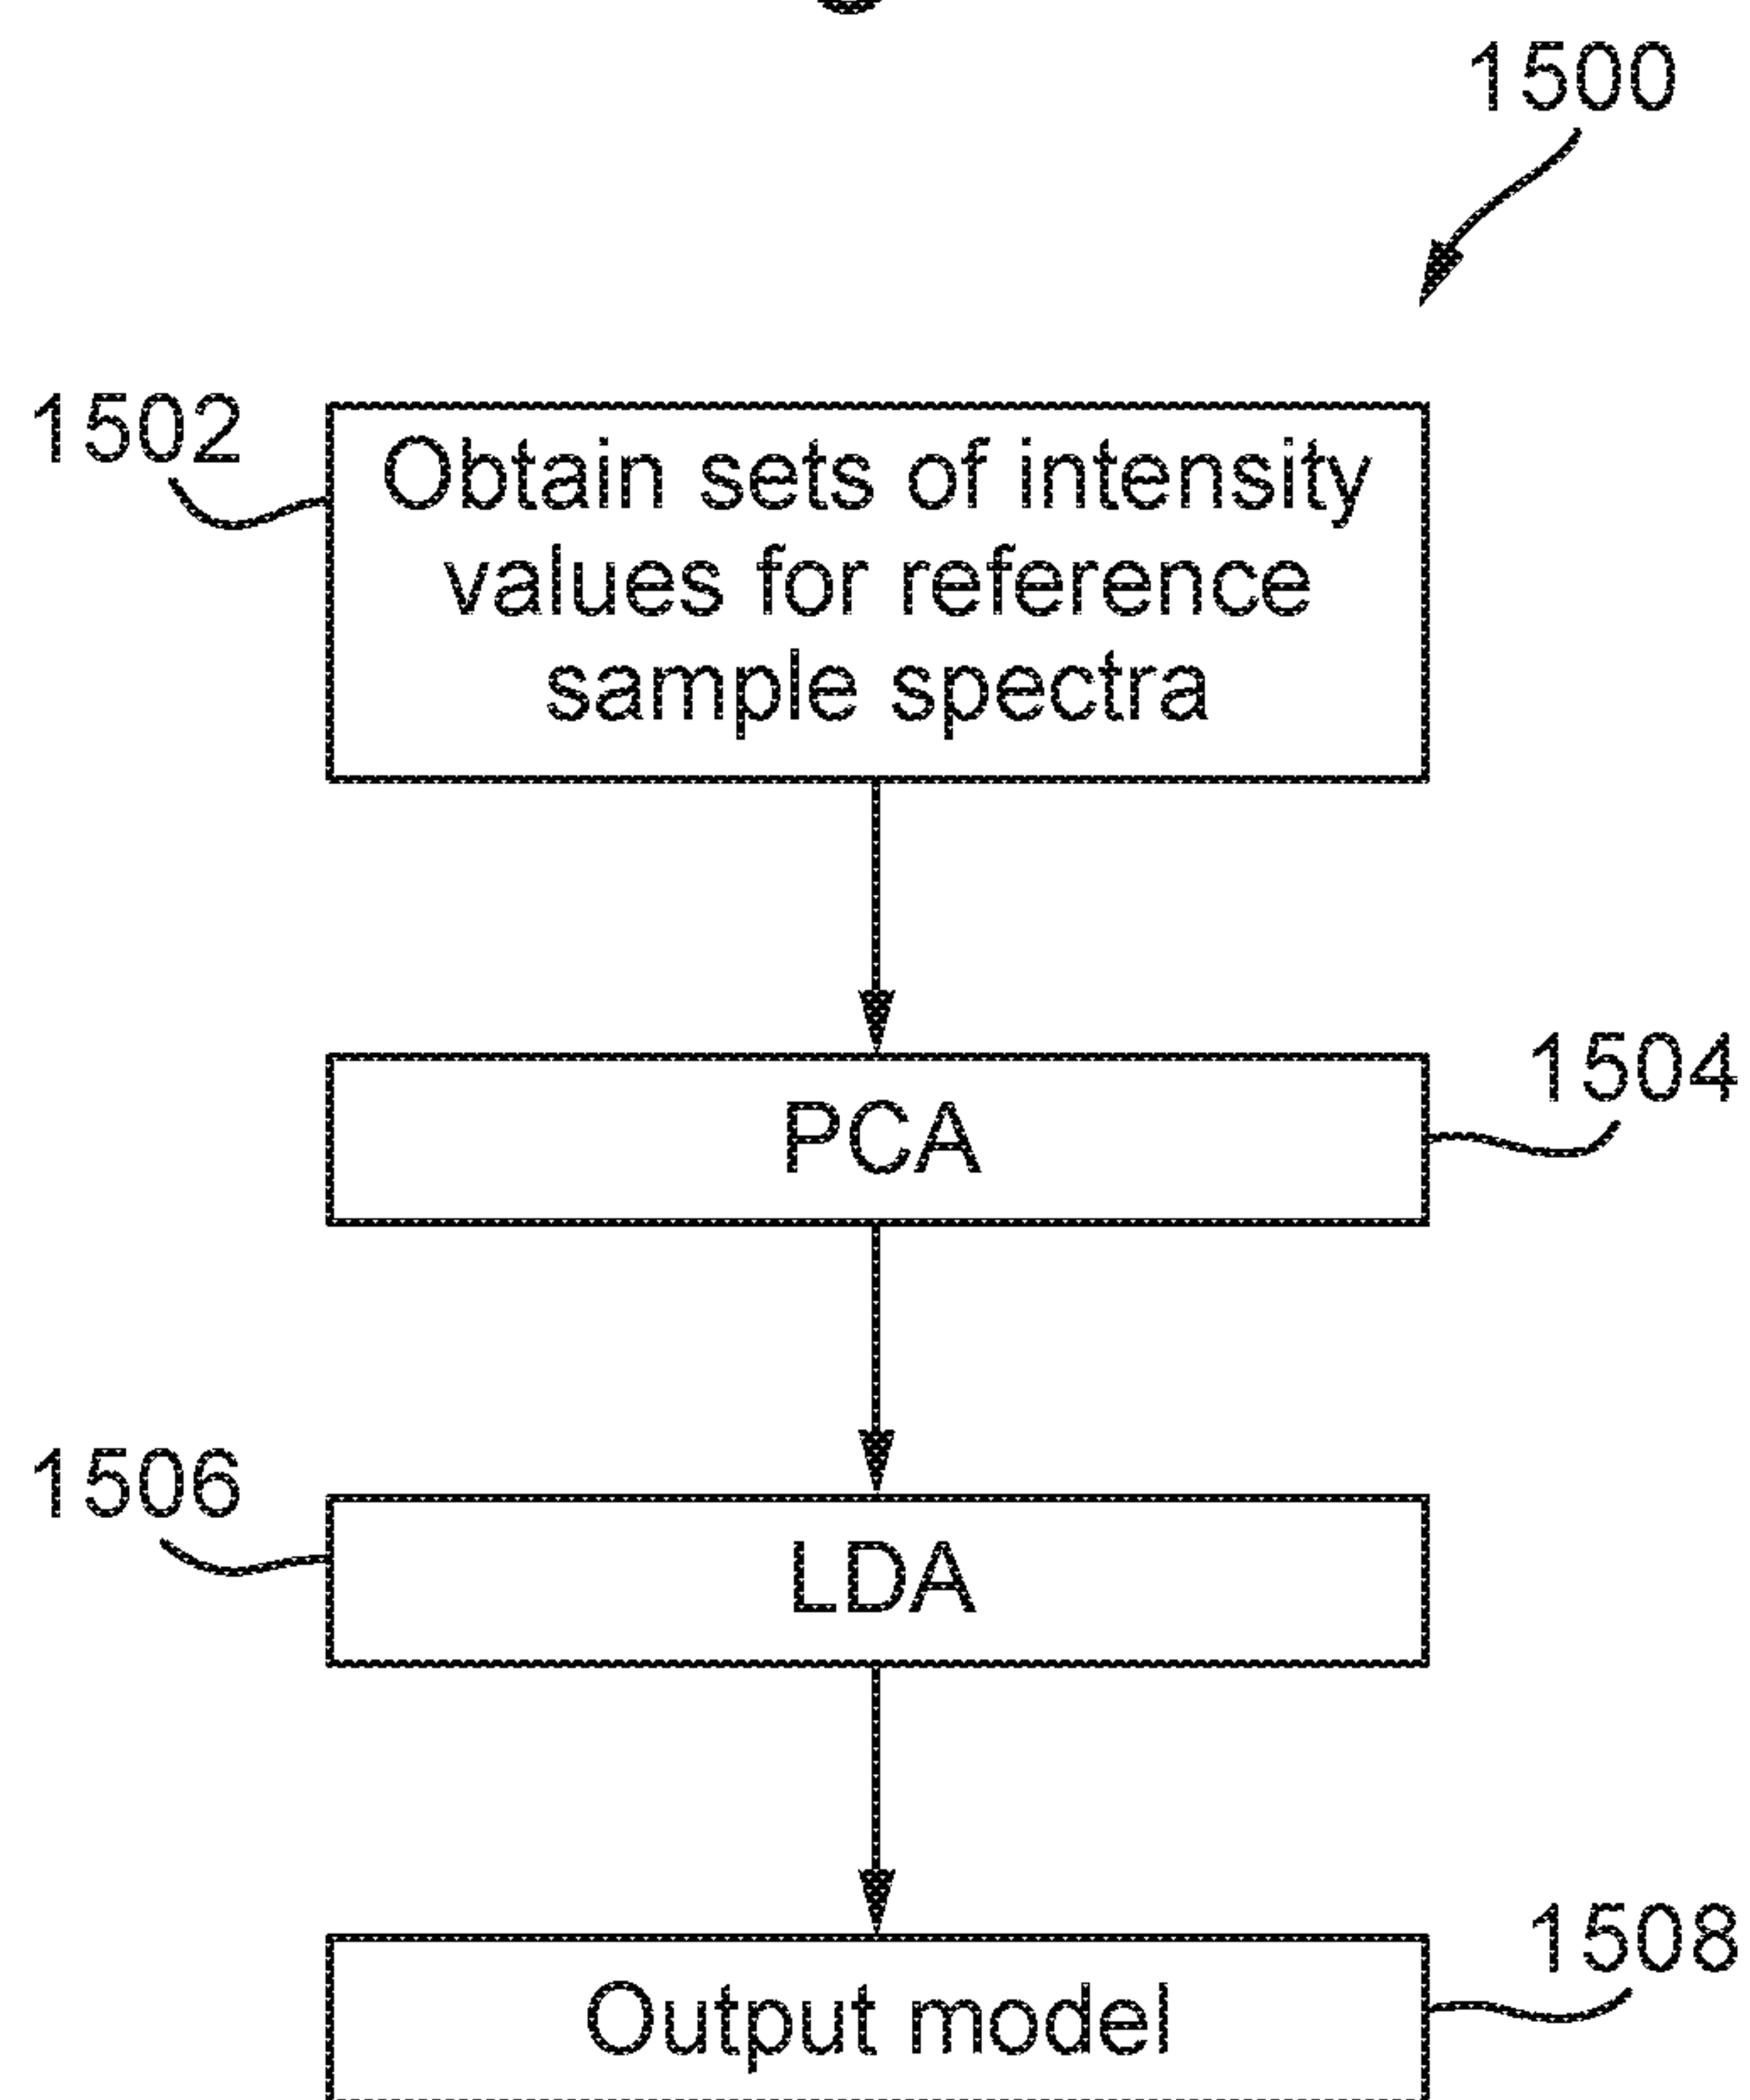 1500
1502
Obtain sets of intensity
values for reference
sample spectra
1504
PCA
1506
LDA
1508
Output model